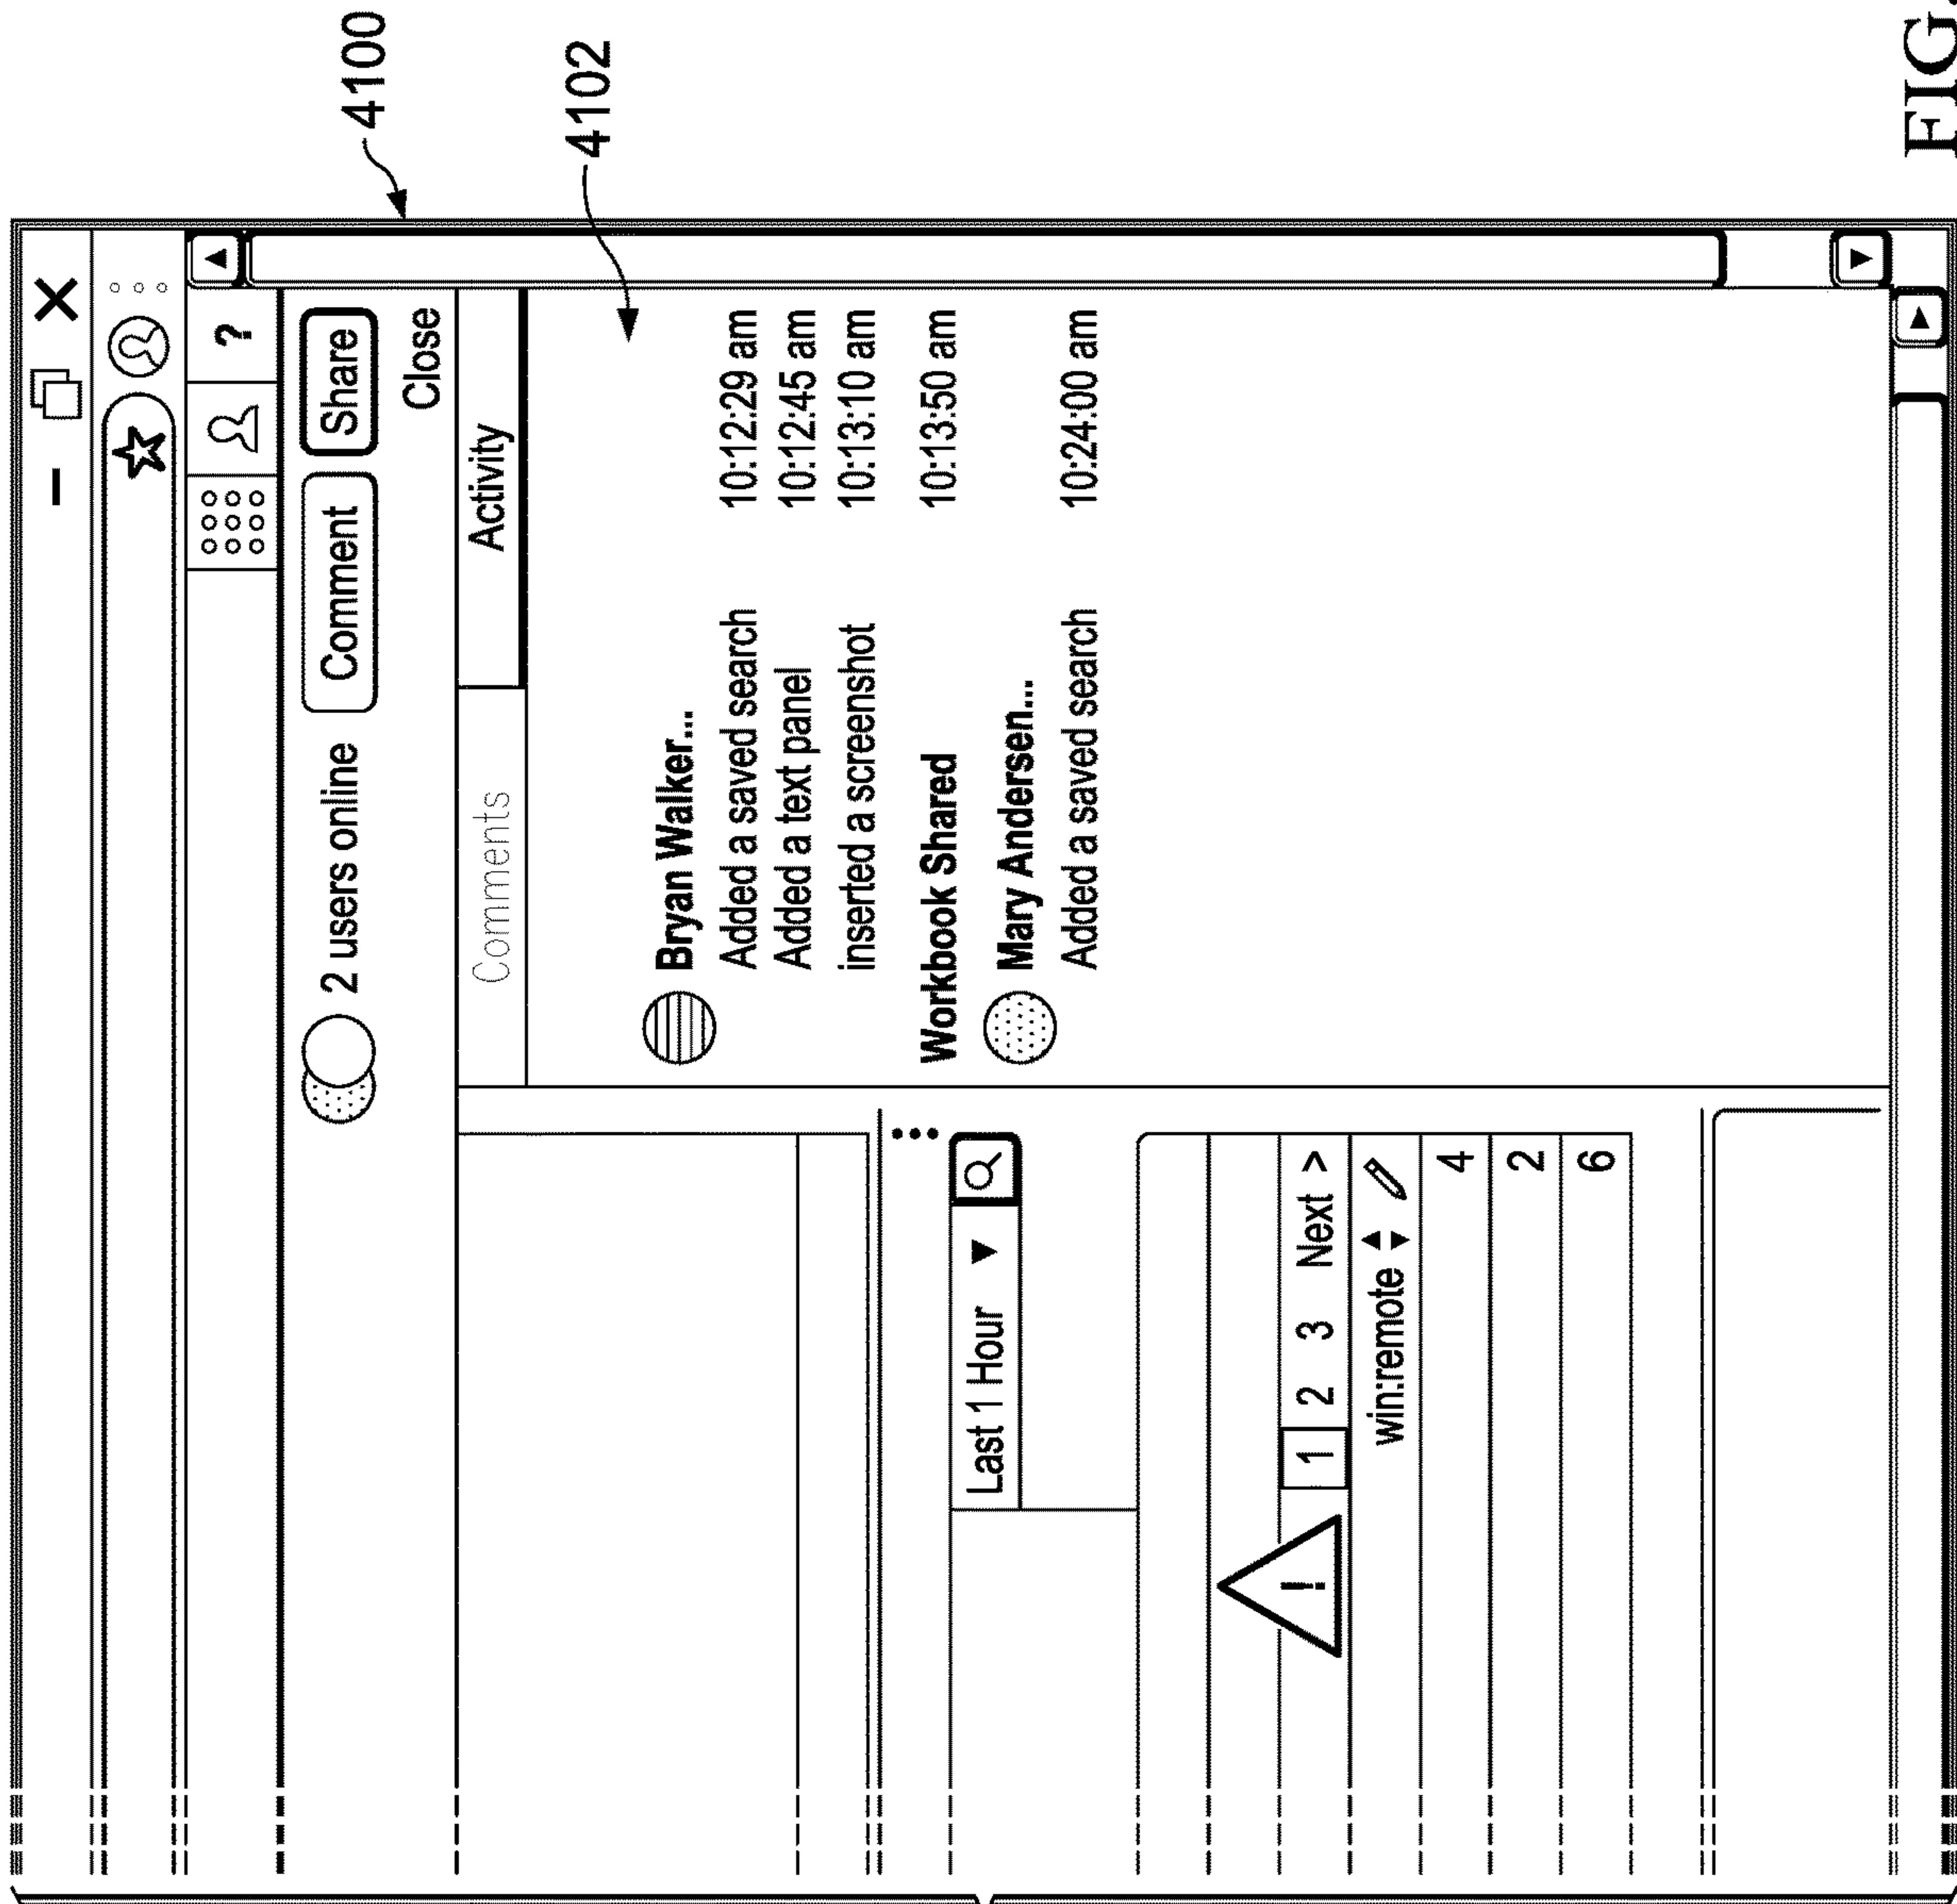 4100
?
2 users online Comment Share
Close
Comments Activity
4102
Bryan Walker...
Added a saved search 10:12:29 am
Added a text panel 10:12:45 am
inserted a screenshot 10:13:10 am
Workbook Shared 10:13:50 am
Mary Andersen...
Added a saved search 10:24:00 am
Last 1 Hour
!
1 2 3 Next >
win:remote
4
2
6
FIG.